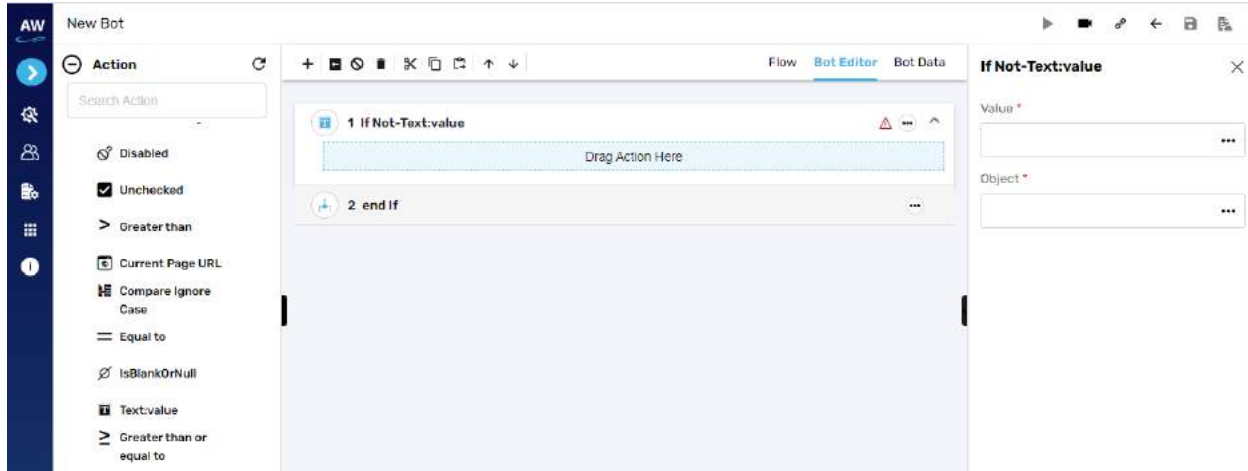 AW
New Bot
Action
Search Action
Disabled
Unchecked
Greater than
Current Page URL
Compare Ignore
Case
Equal to
IsBlankOrNull
Text:value
Greater than or
equal to
Flow Bot Editor Bot Data
1 If Not-Text:value
Drag Action Here
2 end If
If Not-Text:value
Value *
Object *